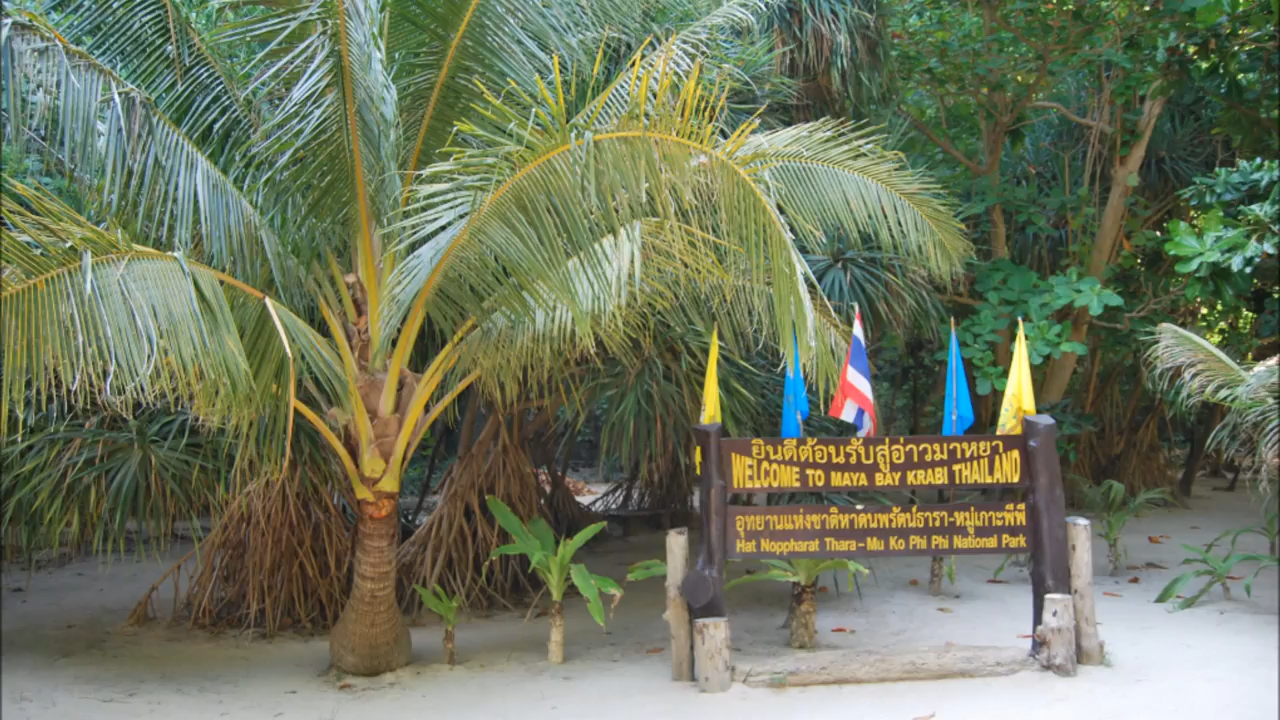 ยินดีต้อนรับสู่อ่าวมาหยา
WELCOME TO MAYA BAY KRABI THAILAND
อุทยานแห่งชาติหาดนพรัตน์ธารา-หมู่เกาะพีพี
Hat Noppharat Thara-Mu Ko Phi Phi National Park